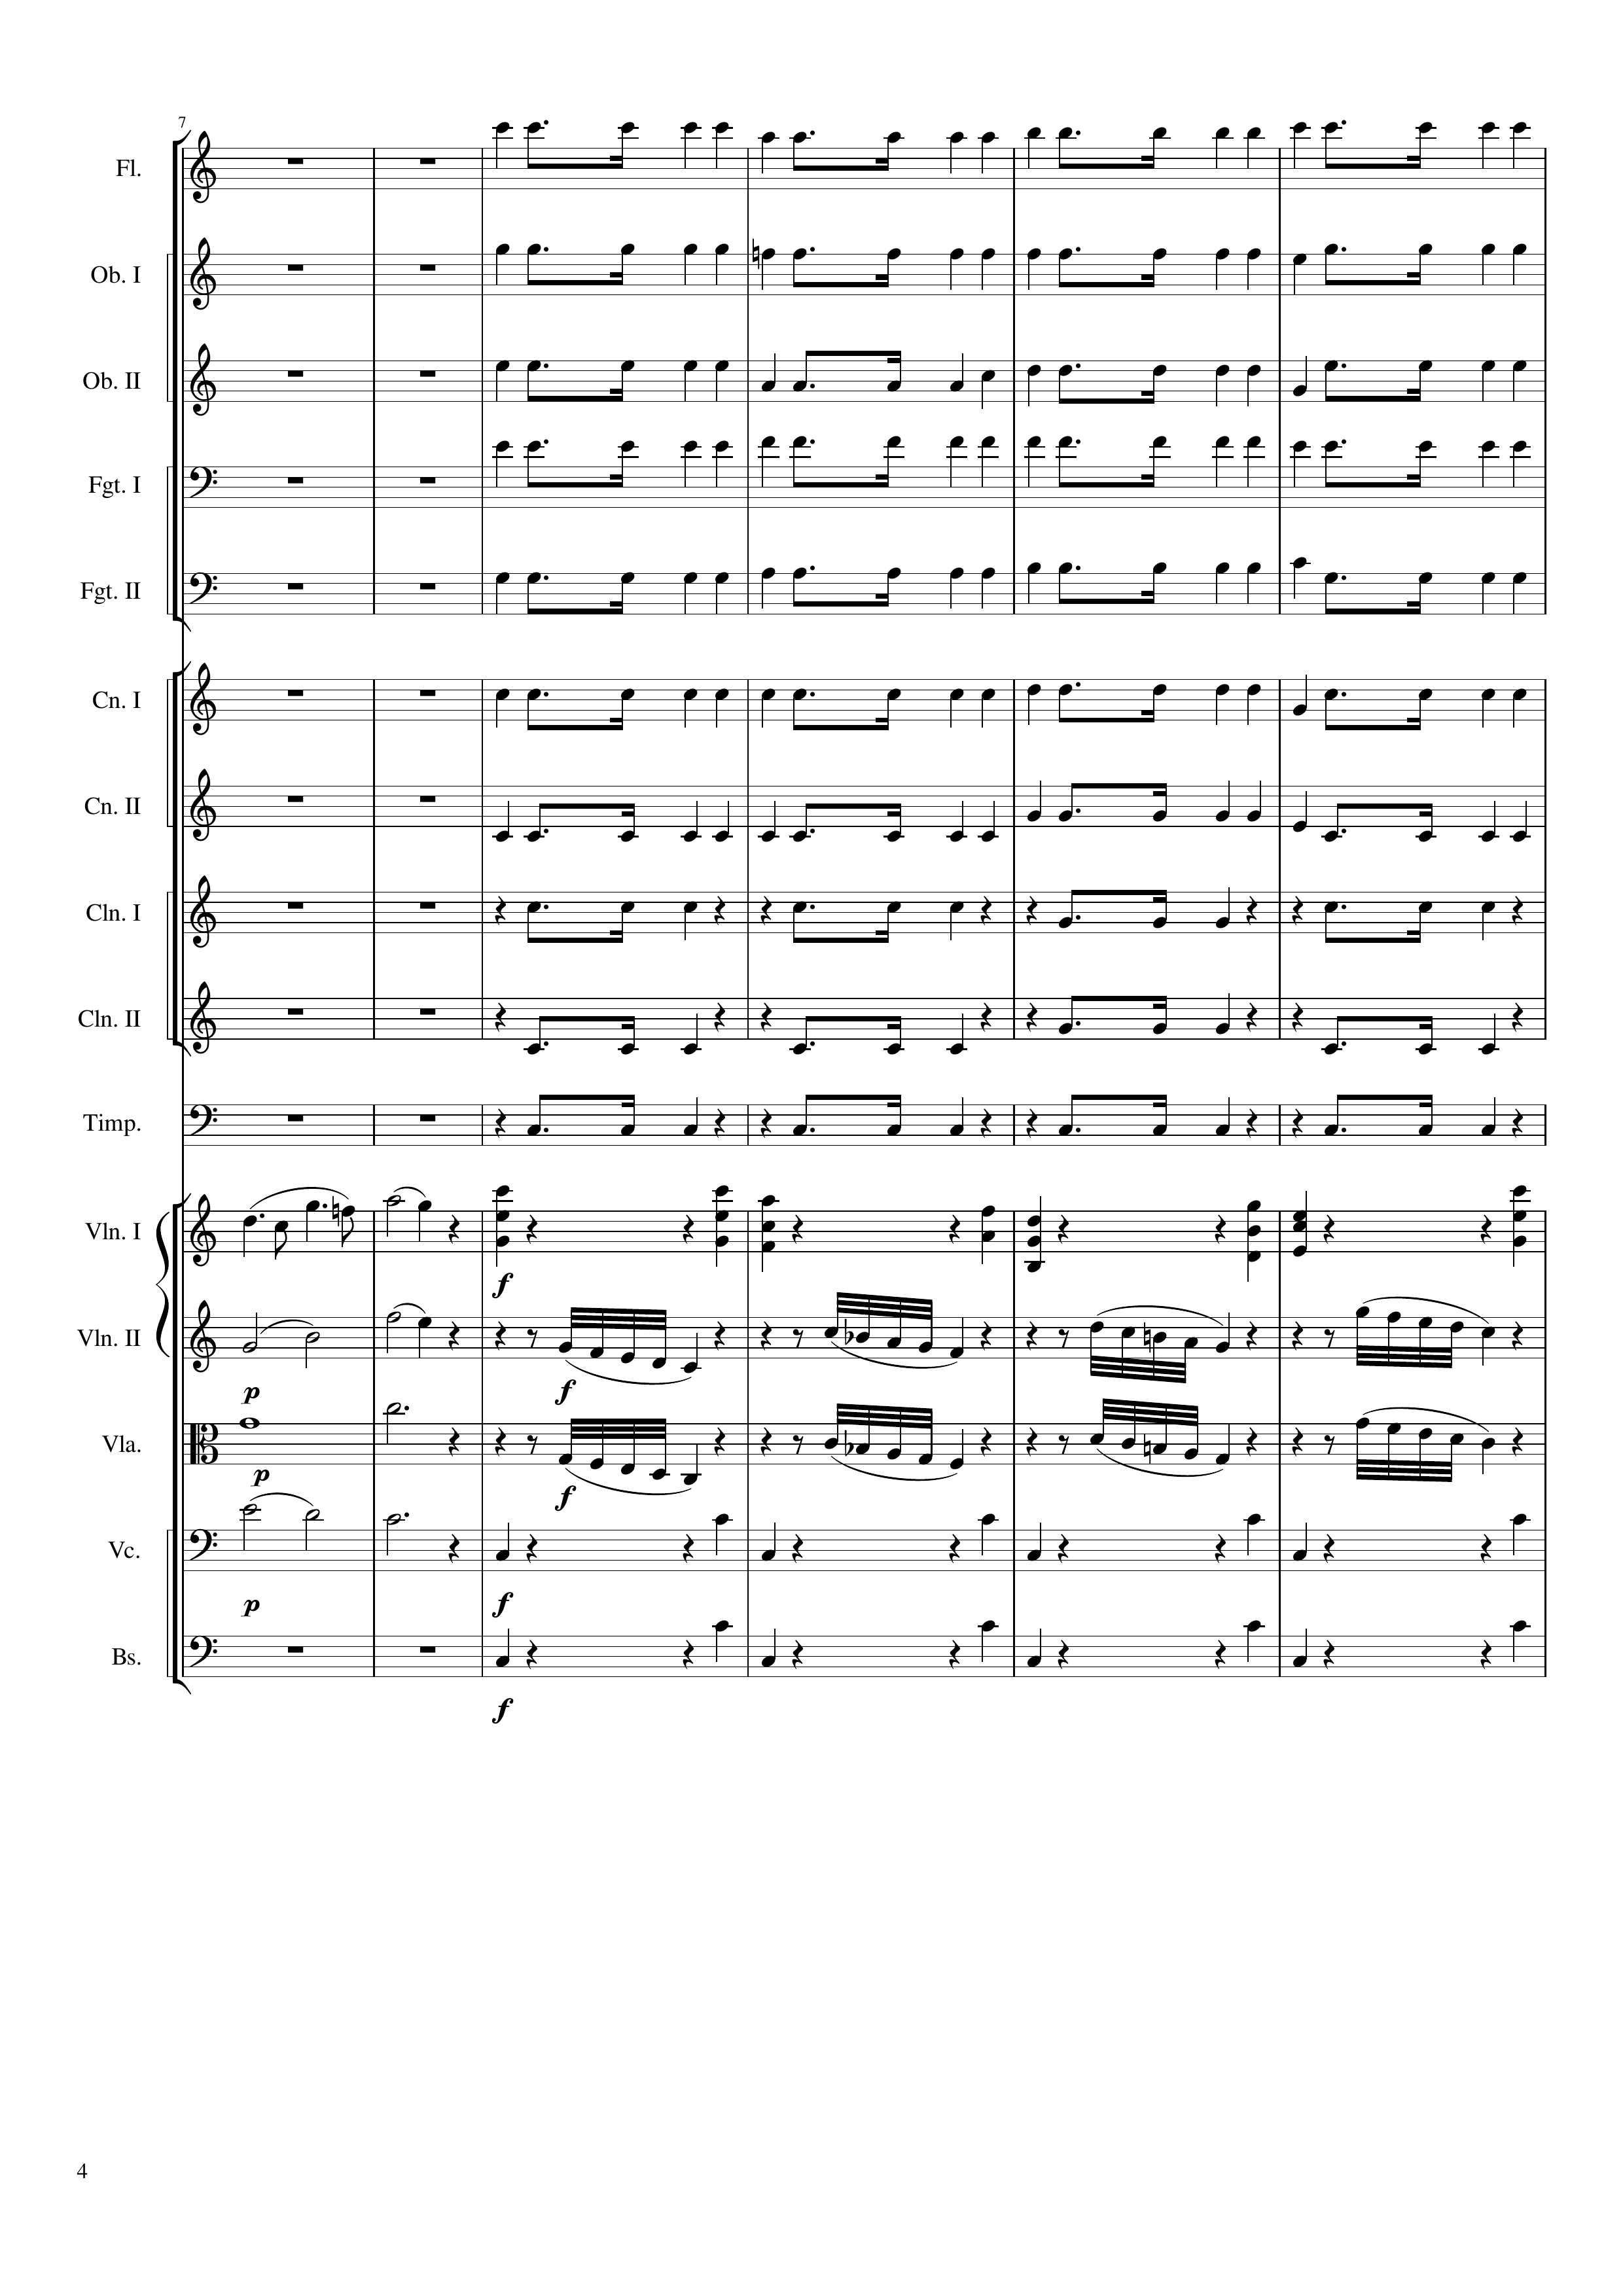 7
Fl.
Ob. I
Ob. II
Fgt. I
Fgt. II
Cn. I
Cn. II
Cln. I
Cln. II
Timp.
Vln. I
f
Vln. II
p f
Vla.
p f
Vc.
p f
Bs.
f
4